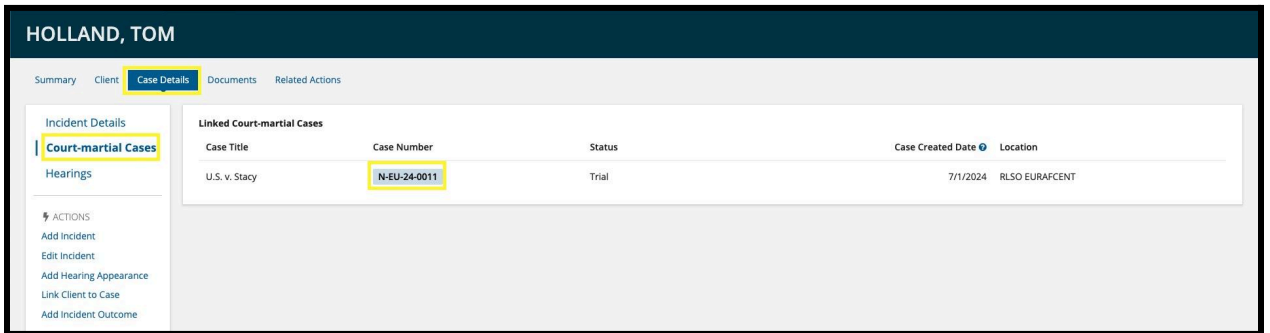 HOLLAND, TOM
Summary Client Case Details Documents Related Actions
Incident Details
Court-martial Cases
Hearings
ACTIONS
Add Incident
Edit Incident
Add Hearing Appearance
Link Client to Case
Add Incident Outcome
Linked Court-martial Cases
Case Title Case Number Status Case Created Date ? Location
U.S. v. Stacy N-EU-24-0011 Trial 7/1/2024 RLSO EURAFCENT